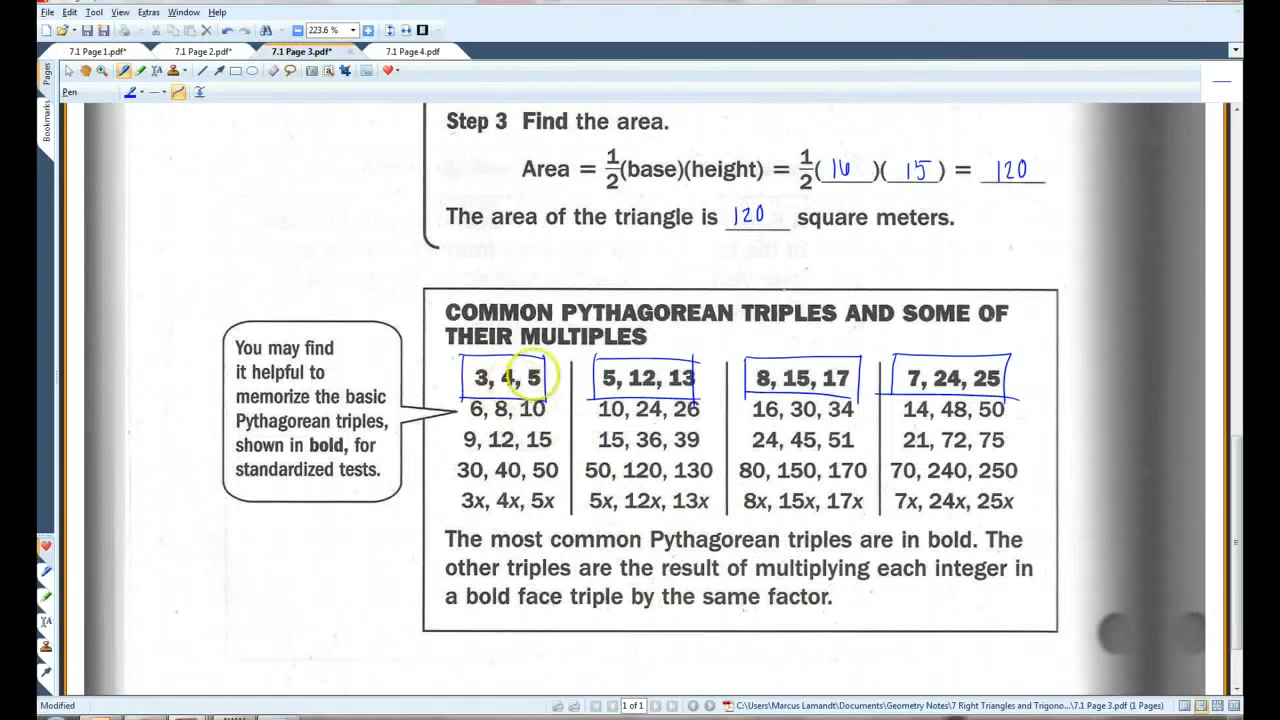 File Edit Tool View Extras Window Help
223.6 %
7.1 Page 1.pdf* 7.1 Page 2.pdf* 7.1 Page 3.pdf* 7.1 Page 4.pdf
Pages
Bookmarks
Pen
Step 3 Find the area.
Area = 1/2(base)(height) = 1/2(16)(15) = 120
The area of the triangle is 120 square meters.
COMMON PYTHAGOREAN TRIPLES AND SOME OF
THEIR MULTIPLES
You may find
it helpful to
memorize the basic
Pythagorean triples,
shown in bold, for
standardized tests.
3, 4, 5 5, 12, 13 8, 15, 17 7, 24, 25
6, 8, 10 10, 24, 26 16, 30, 34 14, 48, 50
9, 12, 15 15, 36, 39 24, 45, 51 21, 72, 75
30, 40, 50 50, 120, 130 80, 150, 170 70, 240, 250
3x, 4x, 5x 5x, 12x, 13x 8x, 15x, 17x 7x, 24x, 25x
The most common Pythagorean triples are in bold. The
other triples are the result of multiplying each integer in
a bold face triple by the same factor.
Modified 1 of 1 C:\Users\Marcus Lamandt\Documents\Geometry Notes\7 Right Triangles and Trigono...\7.1 Page 3.pdf (1 Pages)